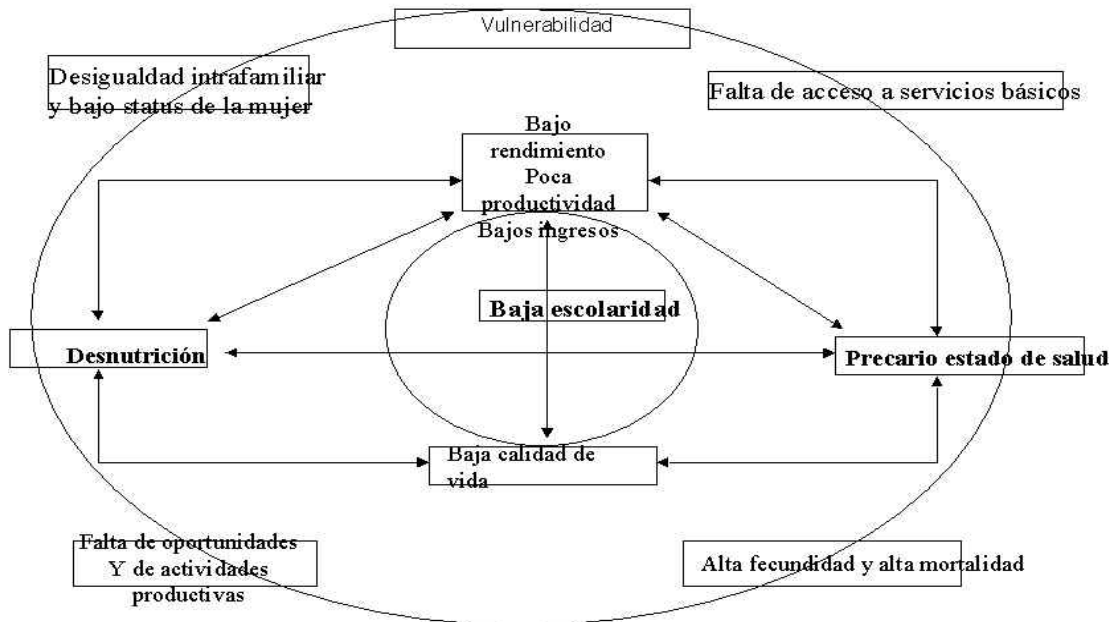 Vulnerabilidad
Desigualdad intrafamiliar
y bajo status de la mujer
Falta de acceso a servicios básicos
Bajo
rendimiento
Poca
productividad
Bajos ingresos
Baja escolaridad
Desnutrición
Precario estado de salud
Baja calidad de
vida
Falta de oportunidades
Y de actividades
productivas
Alta fecundidad y alta mortalidad